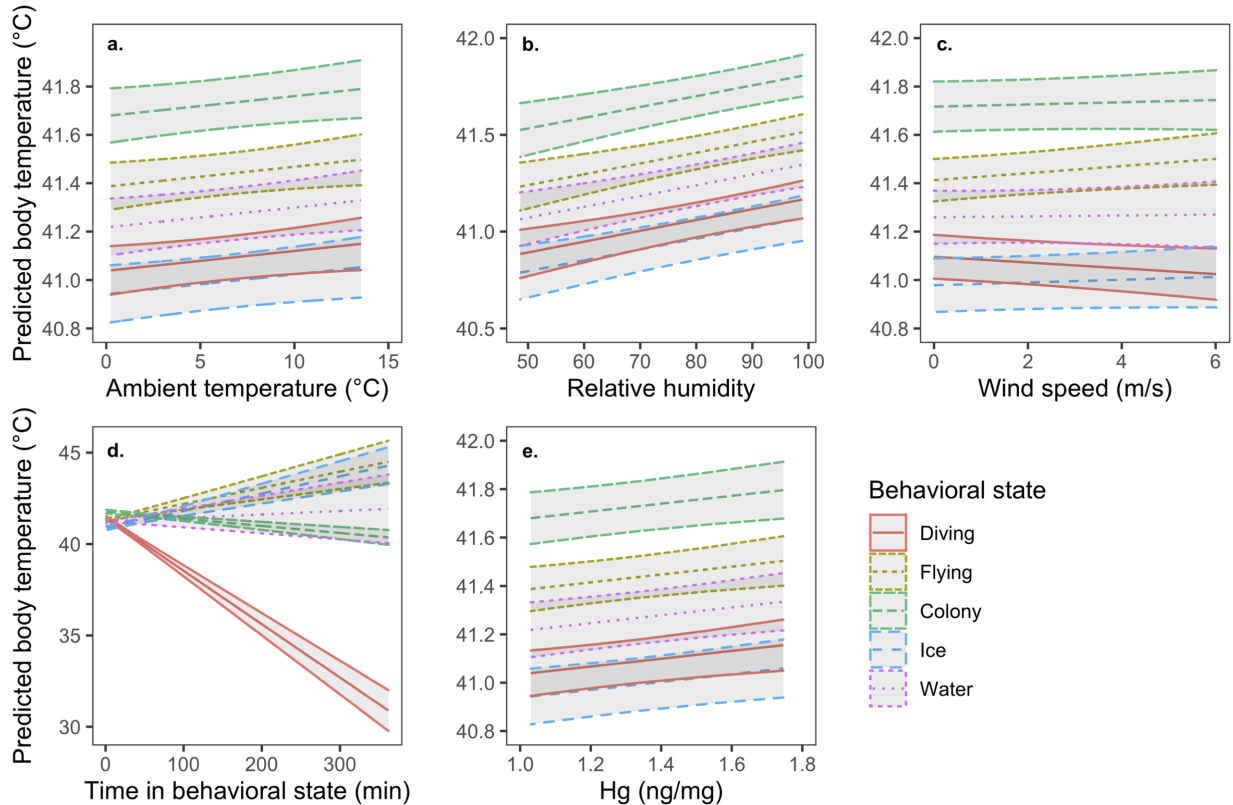 a.
b.
c.
Predicted body temperature (°C)
41.8
41.6
41.4
41.2
41.0
40.8
42.0
41.5
41.0
40.5
42.0
41.8
41.6
41.4
41.2
41.0
40.8
0 5 10 15
50 60 70 80 90 100
0 2 4 6
Ambient temperature (°C)
Relative humidity
Wind speed (m/s)
d.
e.
Predicted body temperature (°C)
45
40
35
30
42.0
41.8
41.6
41.4
41.2
41.0
40.8
0 100 200 300
1.0 1.2 1.4 1.6 1.8
Time in behavioral state (min)
Hg (ng/mg)
Behavioral state
Diving
Flying
Colony
Ice
Water